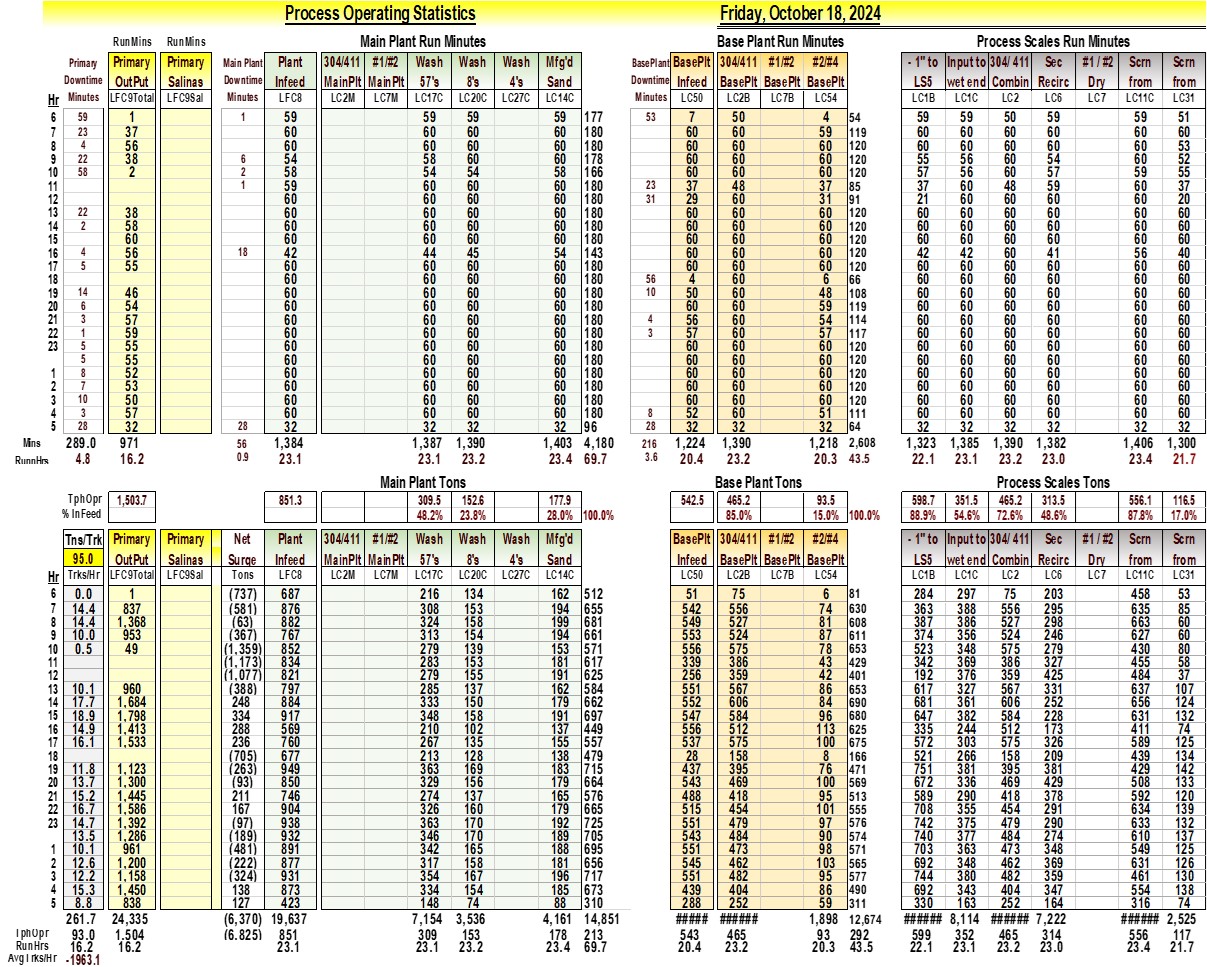 Process Operating Statistics Friday, October 18, 2024
RunMins RunMins Main Plant Run Minutes Base Plant Run Minutes Process Scales Run Minutes
Primary Primary Primary Main Plant Plant 304/411 #1/#2 Wash Wash Wash Mfg'd BasePlant BasePlt 304/411 #1/#2 #2/#4 - 1" to Input to 304/ 411 Sec #1 / #2 Scrn Scrn
Downtime OutPut Salinas Downtime Infeed MainPlt MainPlt 57's 8's 4's Sand Downtime Infeed BasePlt BasePlt BasePlt LS5 wet end Combin Recirc Dry from from
Hr Minutes LFC9Total LFC9Sal Minutes LFC8 LC2M LC7M LC17C LC20C LC27C LC14C Minutes LC50 LC2B LC7B LC54 LC1B LC1C LC2 LC6 LC7 LC11C LC31
6 59 1 1 59 59 59 59 177 53 7 50 4 54 59 59 50 59 59 51
7 23 37 60 60 60 60 180 60 60 59 119 60 60 60 60 60 60
8 4 56 60 60 60 60 180 60 60 60 120 60 60 60 60 60 53
9 22 38 6 54 58 60 60 178 60 60 60 120 55 56 60 54 60 52
10 58 2 2 58 54 54 58 166 60 60 60 120 57 56 60 57 59 55
11 1 59 60 60 60 180 23 37 48 37 85 37 60 48 59 60 37
12 60 60 60 60 180 31 29 60 31 91 21 60 60 60 60 20
13 22 38 60 60 60 60 180 60 60 60 120 60 60 60 60 60 60
14 2 58 60 60 60 60 180 60 60 60 120 60 60 60 60 60 60
15 60 60 60 60 60 180 60 60 60 120 60 60 60 60 60 60
16 4 56 18 42 44 45 54 143 60 60 60 120 42 42 60 41 56 40
17 5 55 60 60 60 60 180 60 60 60 120 60 60 60 60 60 60
18 60 60 60 60 180 56 4 60 6 66 60 60 60 60 60 60
19 14 46 60 60 60 60 180 10 50 60 48 108 60 60 60 60 60 60
20 6 54 60 60 60 60 180 60 60 59 119 60 60 60 60 60 60
21 3 57 60 60 60 60 180 4 56 60 54 114 60 60 60 60 60 60
22 1 59 60 60 60 60 180 3 57 60 57 117 60 60 60 60 60 60
23 5 55 60 60 60 60 180 60 60 60 120 60 60 60 60 60 60
5 55 60 60 60 60 180 60 60 60 120 60 60 60 60 60 60
1 8 52 60 60 60 60 180 60 60 60 120 60 60 60 60 60 60
2 7 53 60 60 60 60 180 60 60 60 120 60 60 60 60 60 60
3 10 50 60 60 60 60 180 60 60 60 120 60 60 60 60 60 60
4 3 57 60 60 60 60 180 8 52 60 51 111 60 60 60 60 60 60
5 28 32 28 32 32 32 32 96 28 32 32 32 64 32 32 32 32 32 32
Mins 289.0 971 56 1,384 1,387 1,390 1,403 4,180 216 1,224 1,390 1,218 2,608 1,323 1,385 1,390 1,382 1,406 1,300
RunnHrs 4.8 16.2 0.9 23.1 23.1 23.2 23.4 69.7 3.6 20.4 23.2 20.3 43.5 22.1 23.1 23.2 23.0 23.4 21.7
Main Plant Tons Base Plant Tons Process Scales Tons
TphOpr 1,503.7 851.3 309.5 152.6 177.9 542.5 465.2 93.5 598.7 351.5 465.2 313.5 556.1 116.5
% InFeed 48.2% 23.8% 28.0% 100.0% 85.0% 15.0% 100.0% 88.9% 54.6% 72.6% 48.6% 87.8% 17.0%
Tns/Trk Primary Primary Net Plant 304/411 #1/#2 Wash Wash Wash Mfg'd BasePlt 304/411 #1/#2 #2/#4 - 1" to Input to 304/ 411 Sec #1 / #2 Scrn Scrn
95.0 OutPut Salinas Surge Infeed MainPlt MainPlt 57's 8's 4's Sand Infeed BasePlt BasePlt BasePlt LS5 wet end Combin Recirc Dry from from
Hr Trks/Hr LFC9Total LFC9Sal Tons LFC8 LC2M LC7M LC17C LC20C LC27C LC14C LC50 LC2B LC7B LC54 LC1B LC1C LC2 LC6 LC7 LC11C LC31
6 0.0 1 (737) 687 216 134 162 512 51 75 6 81 284 297 75 203 458 53
7 14.4 837 (581) 876 308 153 194 655 542 556 74 630 363 388 556 295 635 85
8 14.4 1,368 (63) 882 324 158 199 681 549 527 81 608 387 386 527 298 663 60
9 10.0 953 (367) 767 313 154 194 661 553 524 87 611 374 356 524 246 627 60
10 0.5 49 (1,359) 852 279 139 153 571 556 575 78 653 523 348 575 279 430 80
11 (1,173) 834 283 153 181 617 339 386 43 429 342 369 386 327 455 58
12 (1,077) 821 279 155 191 625 256 359 42 401 192 376 359 425 484 37
13 10.1 960 (388) 797 285 137 162 584 551 567 86 653 617 327 567 331 637 107
14 17.7 1,684 248 884 333 150 179 662 552 606 84 690 681 361 606 252 656 124
15 18.9 1,798 334 917 348 158 191 697 547 584 96 680 647 382 584 228 631 132
16 14.9 1,413 288 569 210 102 137 449 556 512 113 625 335 244 512 173 411 74
17 16.1 1,533 236 760 267 135 155 557 537 575 100 675 572 303 575 326 589 125
18 (705) 677 213 128 138 479 28 158 8 166 521 266 158 209 439 134
19 11.8 1,123 (263) 949 363 169 183 715 437 395 76 471 751 381 395 381 429 142
20 13.7 1,300 (93) 850 329 156 179 664 543 469 100 569 672 336 469 429 508 133
21 15.2 1,445 211 746 274 137 165 576 488 418 95 513 589 290 418 378 592 120
22 16.7 1,586 167 904 326 160 179 665 515 454 101 555 708 355 454 291 634 139
23 14.7 1,392 (97) 938 363 170 192 725 551 479 97 576 742 375 479 290 633 132
13.5 1,286 (189) 932 346 170 189 705 543 484 90 574 740 377 484 274 610 137
1 10.1 961 (481) 891 342 165 188 695 551 473 98 571 703 363 473 348 549 125
2 12.6 1,200 (222) 877 317 158 181 656 545 462 103 565 692 348 462 369 631 126
3 12.2 1,158 (324) 931 354 167 196 717 551 482 95 577 744 380 482 359 461 130
4 15.3 1,450 138 873 334 154 185 673 439 404 86 490 692 343 404 347 554 138
5 8.8 838 127 423 148 74 88 310 288 252 59 311 330 163 252 164 316 74
261.7 24,335 (6,370) 19,637 7,154 3,536 4,161 14,851 ##### ###### 1,898 12,674 ###### 8,114 ###### 7,222 ###### 2,525
TphOpr 93.0 1,504 (6.825) 851 309 153 178 213 543 465 93 292 599 352 465 314 556 117
RunHrs 16.2 16.2 23.1 23.1 23.2 23.4 69.7 20.4 23.2 20.3 43.5 22.1 23.1 23.2 23.0 23.4 21.7
Avg Trks/Hr -1963.1